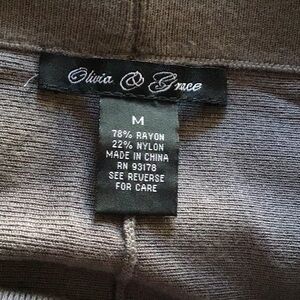 Olivia & Grace
M
78% RAYON
22% NYLON
MADE IN CHINA
RN 93178
SEE REVERSE
FOR CARE